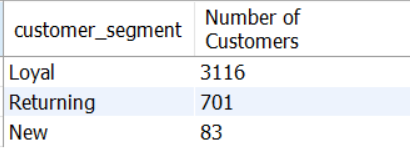 customer_segment Number of
Customers
Loyal 3116
Returning 701
New 83